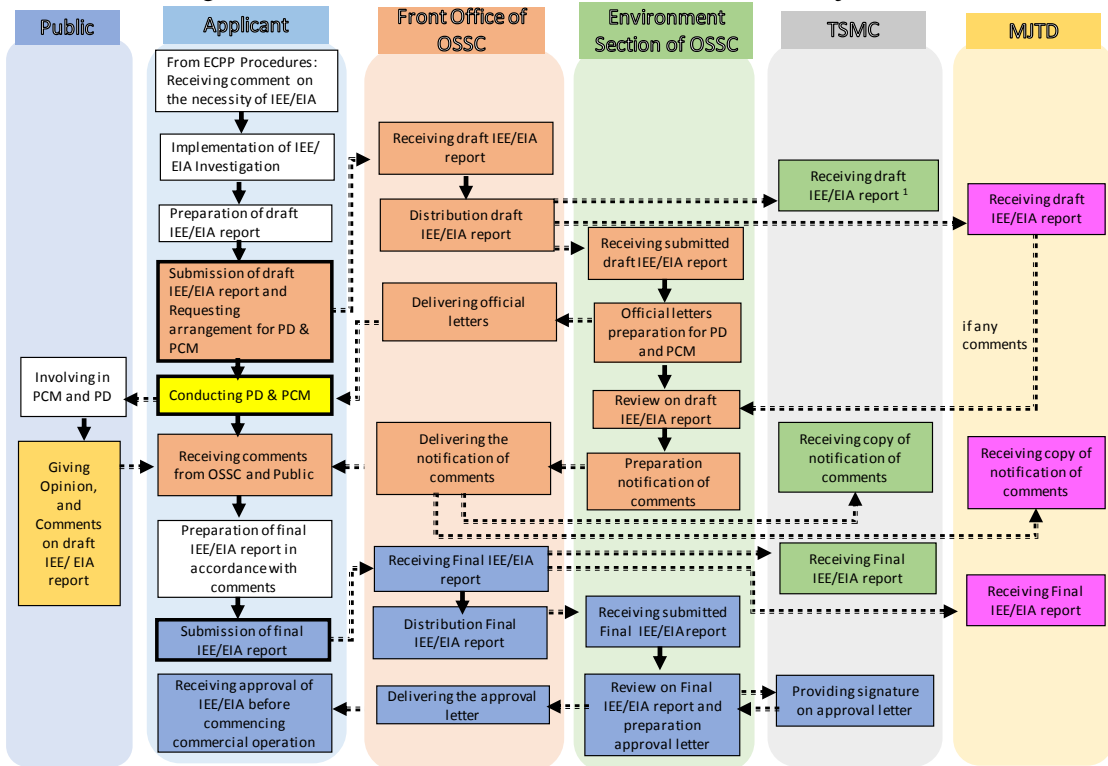 Public
Applicant
Front Office of
OSSC
Environment
Section of OSSC
TSMC
MJTD
From ECPP Procedures:
Receiving comment on
the necessity of IEE/EIA
Implementation of IEE/
EIA Investigation
Preparation of draft
IEE/EIA report
Submission of draft
IEE/EIA report and
Requesting
arrangement for PD &
PCM
Involving in
PCM and PD
Conducting PD & PCM
Giving
Opinion,
and
Comments
on draft
IEE/ EIA
report
Receiving comments
from OSSC and Public
Preparation of final
IEE/EIA report in
accordance with
comments
Submission of final
IEE/EIA report
Receiving approval of
IEE/EIA before
commencing
commercial operation
Receiving draft IEE/EIA
report
Distribution draft
IEE/EIA report
Delivering official
letters
Delivering the
notification of
comments
Receiving Final IEE/EIA
report
Distribution Final
IEE/EIA report
Delivering the approval
letter
Receiving submitted
draft IEE/EIA report
Official letters
preparation for PD
and PCM
Review on draft
IEE/EIA report
Preparation
notification of
comments
Receiving submitted
Final IEE/EIA report
Review on Final
IEE/EIA report and
preparation
approval letter
Receiving draft
IEE/EIA report 1
Receiving copy of
notification of
comments
Receiving Final
IEE/EIA report
Providing signature
on approval letter
Receiving draft
IEE/EIA report
if any
comments
Receiving copy of
notification of
comments
Receiving Final
IEE/EIA report